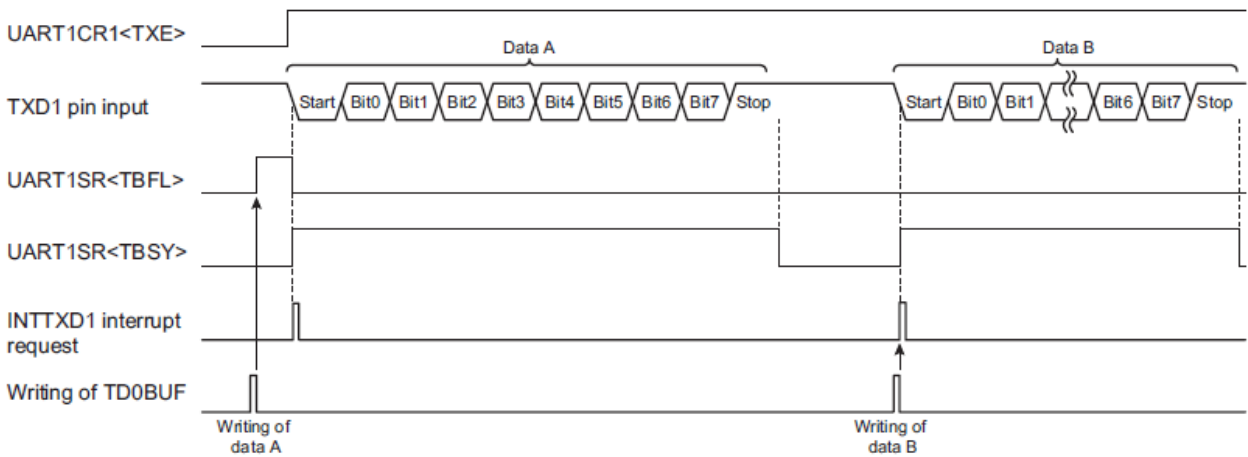 UART1CR1<TXE>
Data A
Data B
TXD1 pin input
Start Bit0 Bit1 Bit2 Bit3 Bit4 Bit5 Bit6 Bit7 Stop
Start Bit0 Bit1 Bit6 Bit7 Stop
UART1SR<TBFL>
UART1SR<TBSY>
INTTXD1 interrupt
request
Writing of TD0BUF
Writing of
data A
Writing of
data B